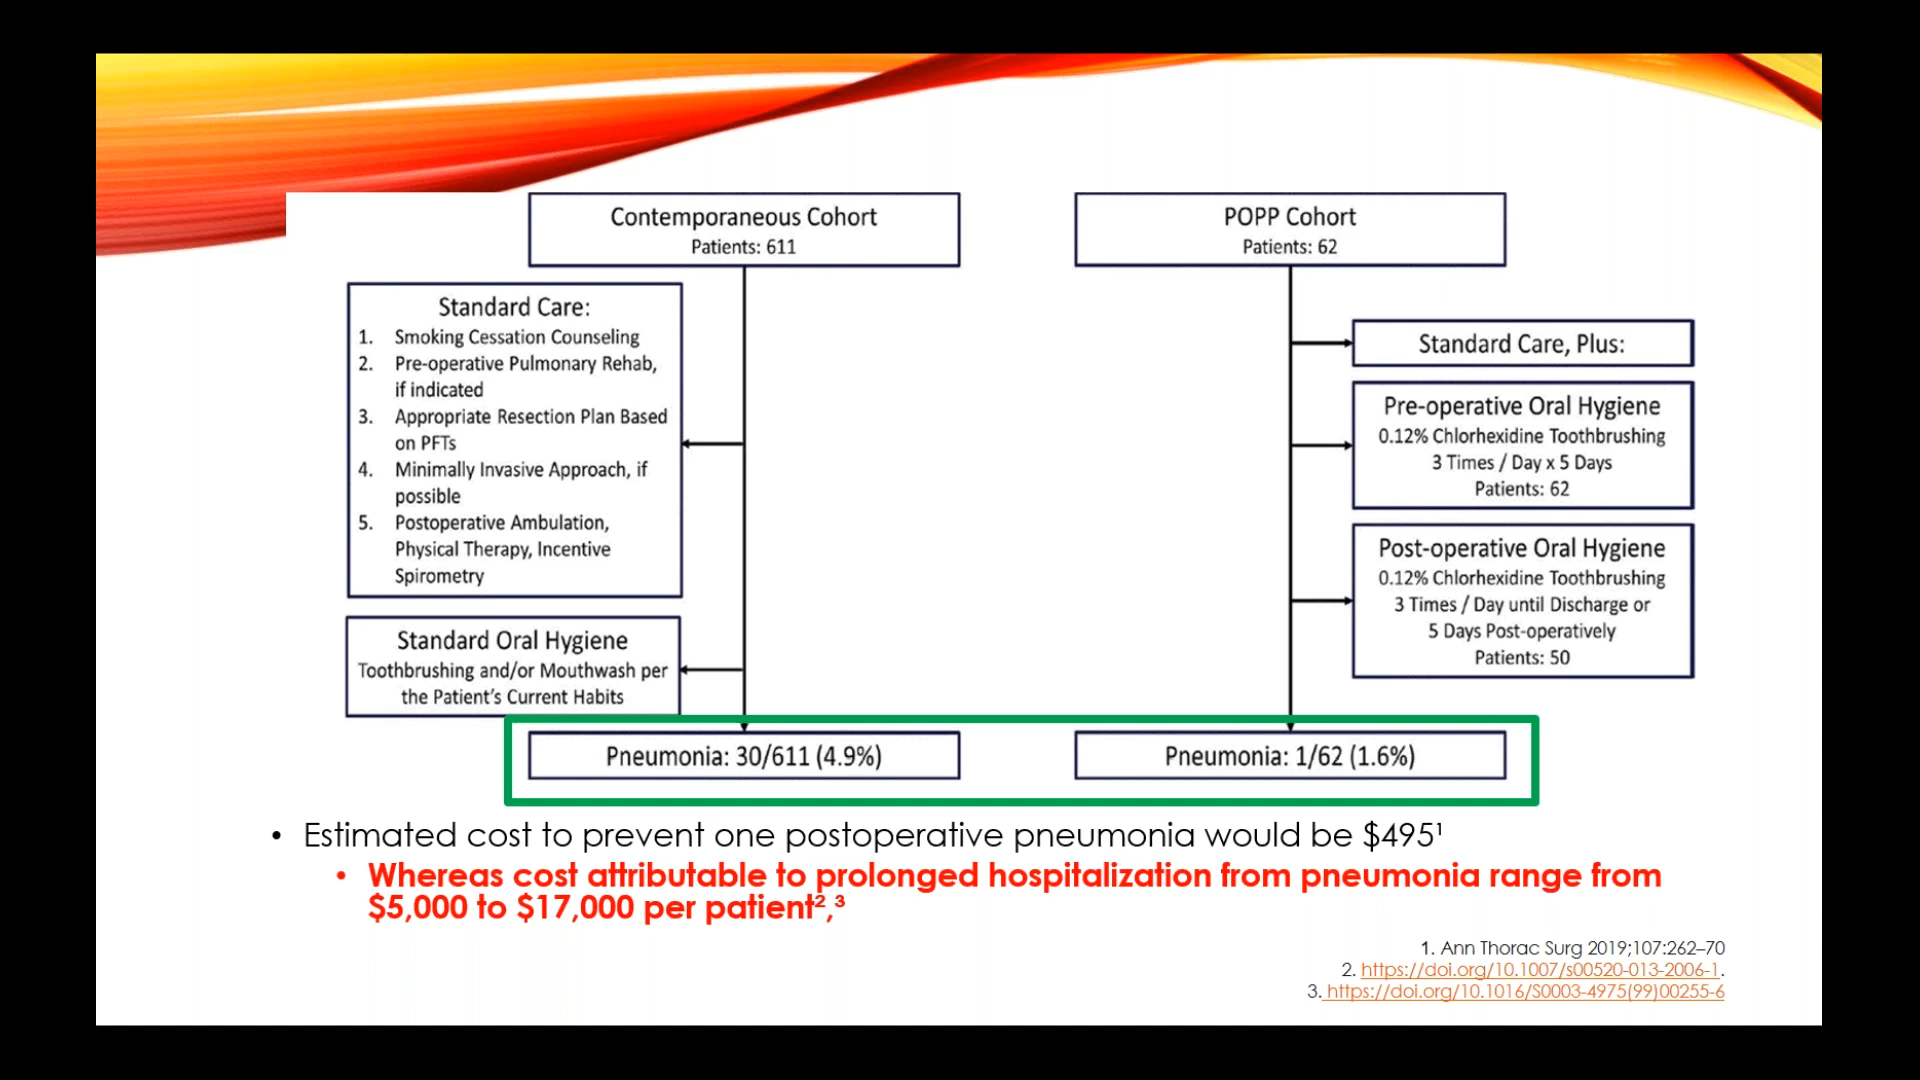 Contemporaneous Cohort
Patients: 611
POPP Cohort
Patients: 62
Standard Care:
1. Smoking Cessation Counseling
2. Pre-operative Pulmonary Rehab,
if indicated
3. Appropriate Resection Plan Based
on PFTs
4. Minimally Invasive Approach, if
possible
5. Postoperative Ambulation,
Physical Therapy, Incentive
Spirometry
Standard Oral Hygiene
Toothbrushing and/or Mouthwash per
the Patient's Current Habits
Standard Care, Plus:
Pre-operative Oral Hygiene
0.12% Chlorhexidine Toothbrushing
3 Times / Day x 5 Days
Patients: 62
Post-operative Oral Hygiene
0.12% Chlorhexidine Toothbrushing
3 Times / Day until Discharge or
5 Days Post-operatively
Patients: 50
Pneumonia: 30/611 (4.9%)
Pneumonia: 1/62 (1.6%)
• Estimated cost to prevent one postoperative pneumonia would be $495¹
• Whereas cost attributable to prolonged hospitalization from pneumonia range from
$5,000 to $17,000 per patient²,³
1. Ann Thorac Surg 2019;107:262–70
2. https://doi.org/10.1007/s00520-013-2006-1.
3. https://doi.org/10.1016/S0003-4975(99)00255-6